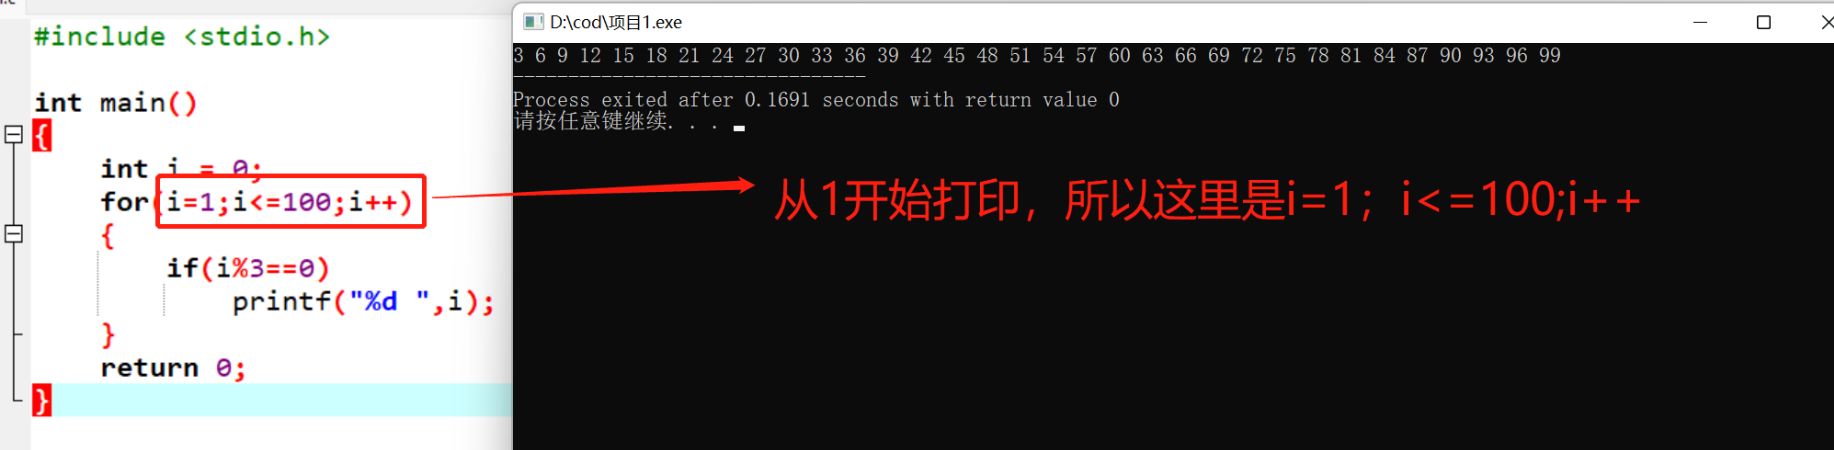 #include <stdio.h>
int main()
{
int i = 0;
for(i=1;i<=100;i++)
{
if(i%3==0)
printf("%d ",i);
}
return 0;
}
D:\cod\项目1.exe
3 6 9 12 15 18 21 24 27 30 33 36 39 42 45 48 51 54 57 60 63 66 69 72 75 78 81 84 87 90 93 96 99
--------------------------------
Process exited after 0.1691 seconds with return value 0
请按任意键继续. . .
从1开始打印，所以这里是i=1；i<=100;i++